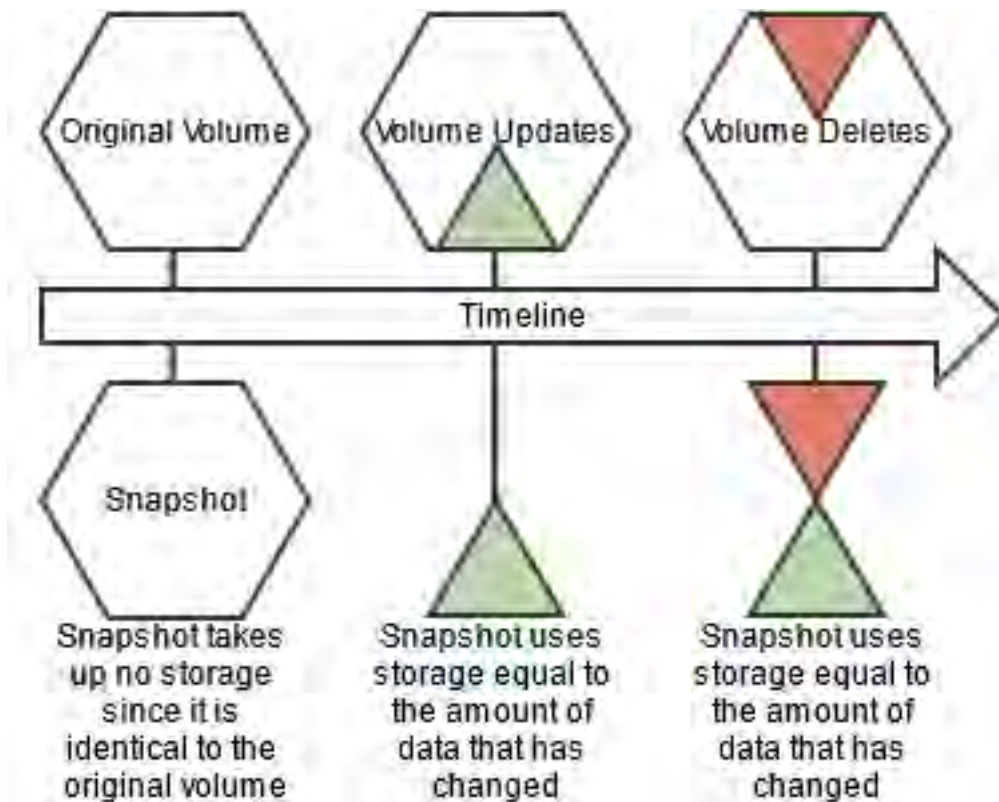 Original Volume
Volume Updates
Volume Deletes
Timeline
Snapshot
Snapshot takes
up no storage
since it is
identical to the
original volume
Snapshot uses
storage equal to
the amount of
data that has
changed
Snapshot uses
storage equal to
the amount of
data that has
changed